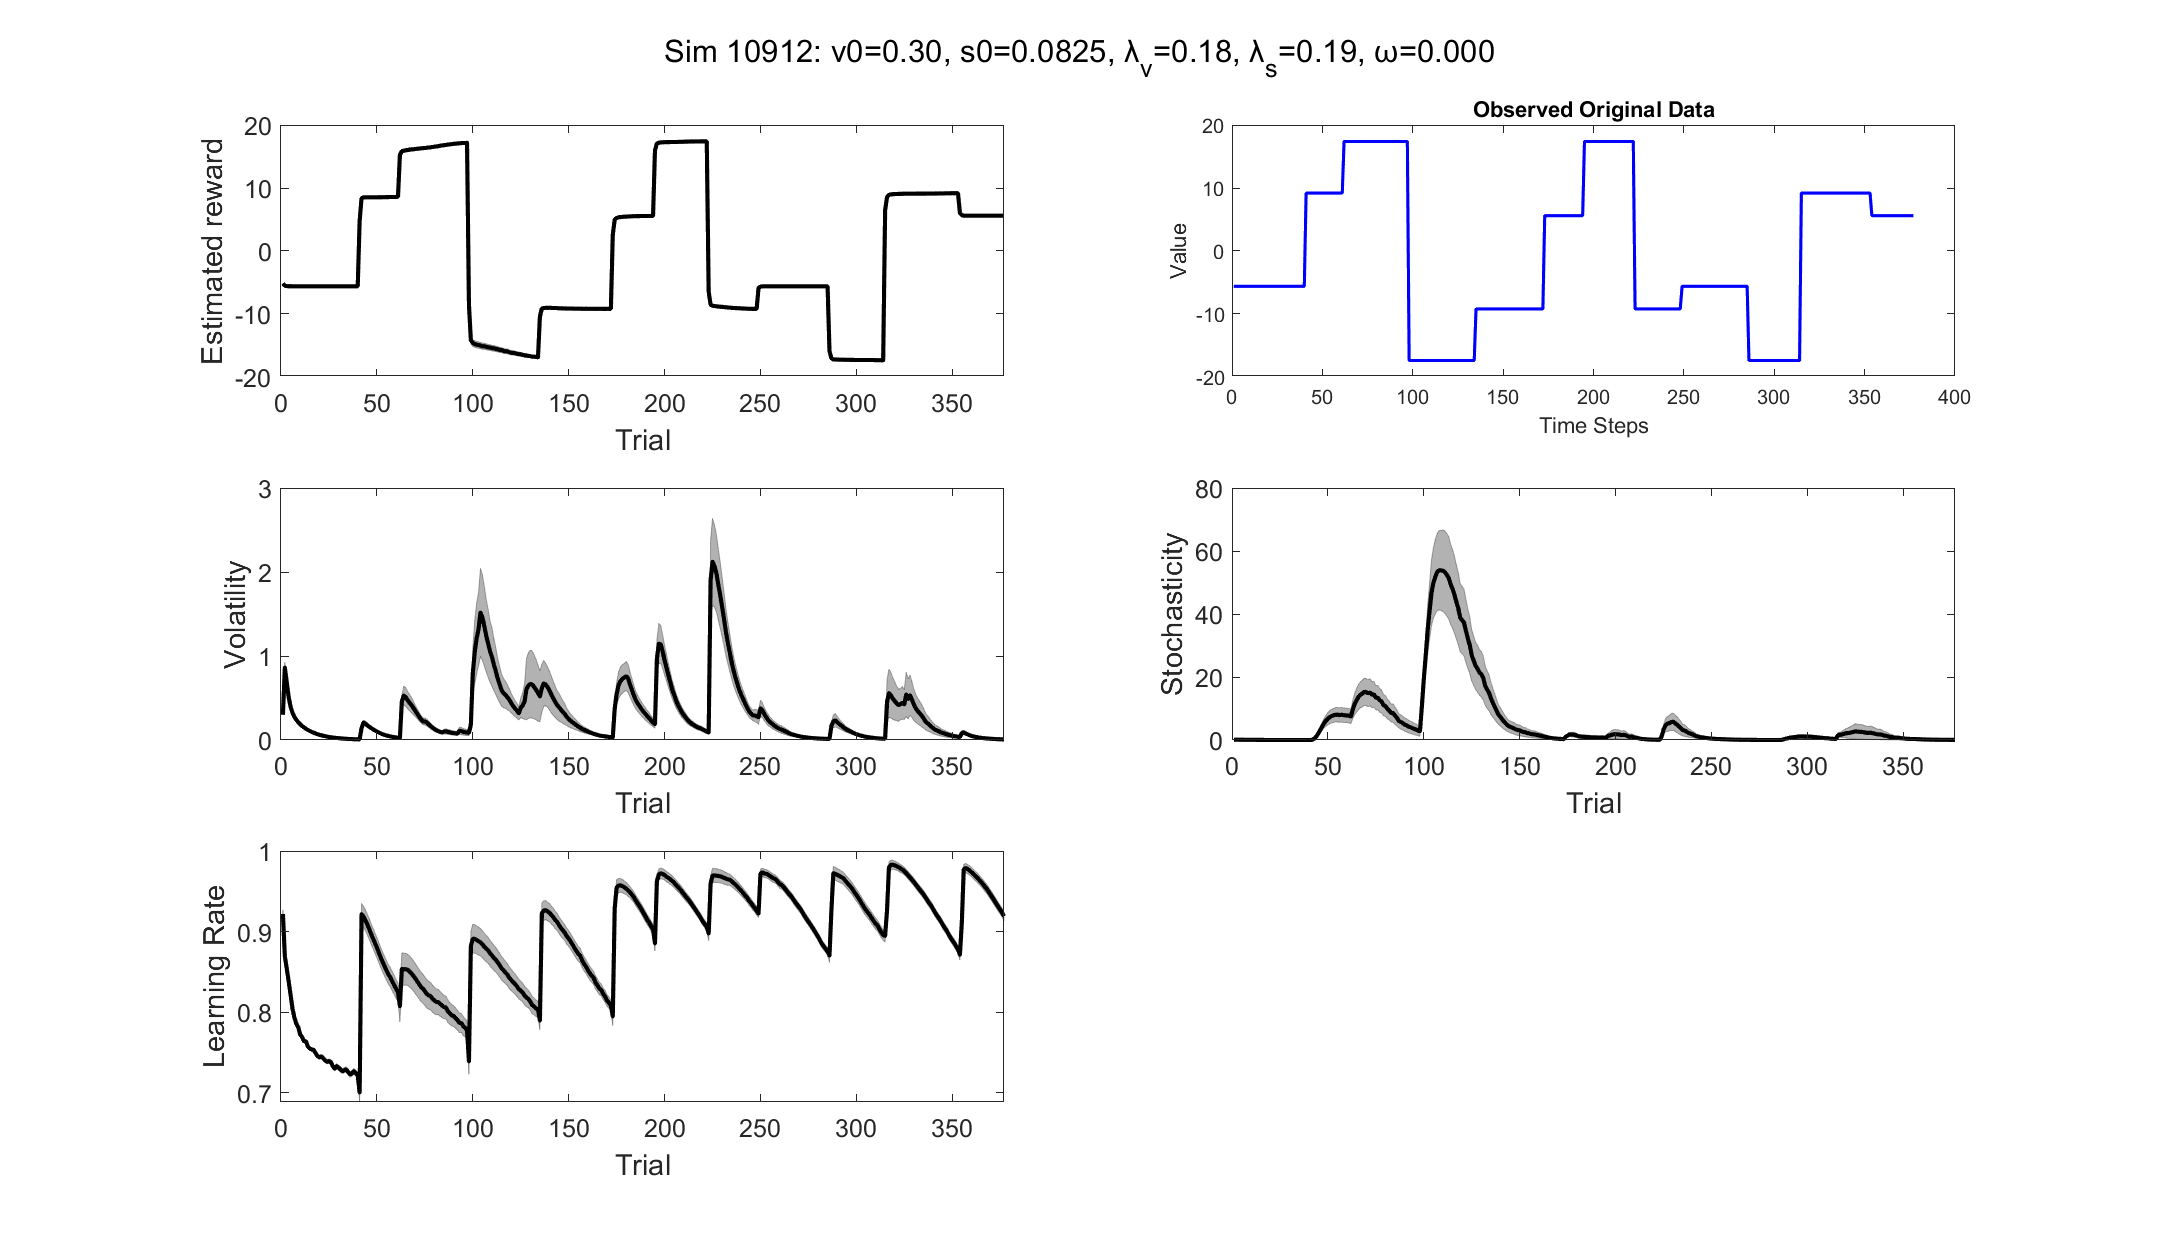 Sim 10912: v0=0.30, s0=0.0825, λ_v=0.18, λ_s=0.19, ω=0.000
20
10
0
-10
-20
Estimated reward
0 50 100 150 200 250 300 350
Trial
Observed Original Data
20
10
0
-10
-20
Value
0 50 100 150 200 250 300 350 400
Time Steps
3
2
1
0
Volatility
0 50 100 150 200 250 300 350
Trial
80
60
40
20
0
Stochasticity
0 50 100 150 200 250 300 350
Trial
1
0.9
0.8
0.7
Learning Rate
0 50 100 150 200 250 300 350
Trial